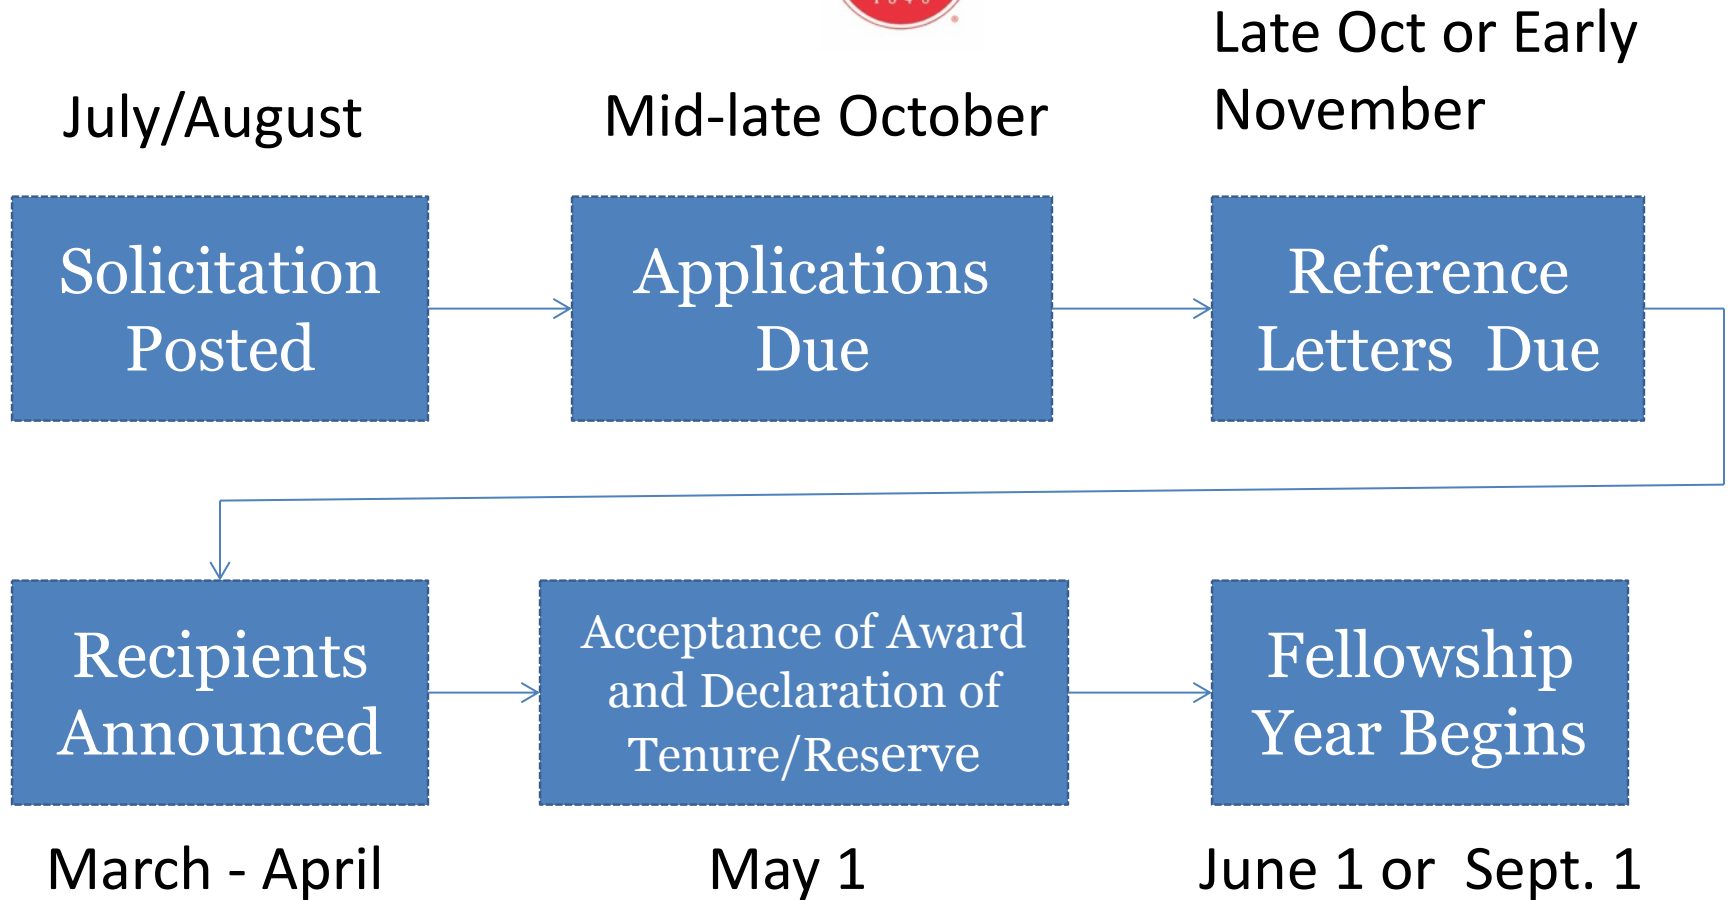 July/August
Mid-late October
Late Oct or Early
November
Solicitation
Posted
Applications
Due
Reference
Letters  Due
Recipients
Announced
Acceptance of Award
and Declaration of
Tenure/Reserve
Fellowship
Year Begins
March - April
May 1
June 1 or  Sept. 1